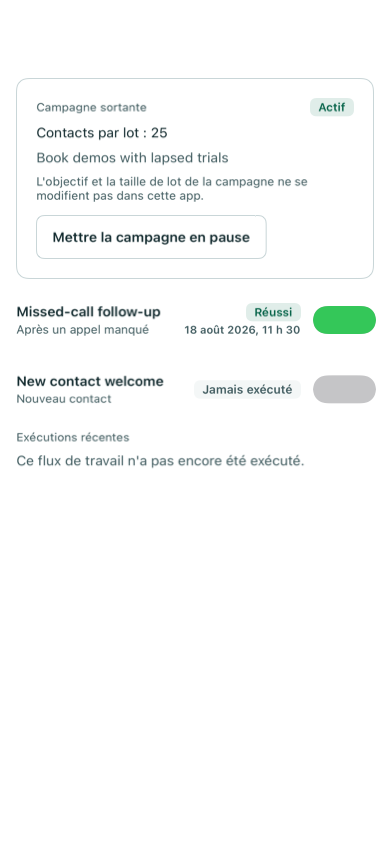 Campagne sortante
Actif
Contacts par lot : 25
Book demos with lapsed trials
L'objectif et la taille de lot de la campagne ne se
modifient pas dans cette app.
Mettre la campagne en pause
Missed-call follow-up
Réussi
Après un appel manqué
18 août 2026, 11 h 30
New contact welcome
Jamais exécuté
Nouveau contact
Exécutions récentes
Ce flux de travail n'a pas encore été exécuté.